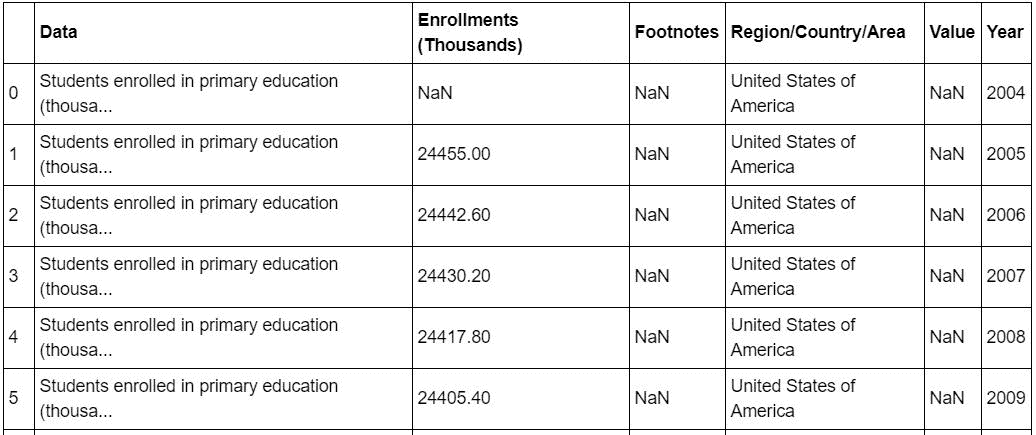 Data Enrollments (Thousands) Footnotes Region/Country/Area Value Year
0 Students enrolled in primary education (thousa... NaN NaN United States of America NaN 2004
1 Students enrolled in primary education (thousa... 24455.00 NaN United States of America NaN 2005
2 Students enrolled in primary education (thousa... 24442.60 NaN United States of America NaN 2006
3 Students enrolled in primary education (thousa... 24430.20 NaN United States of America NaN 2007
4 Students enrolled in primary education (thousa... 24417.80 NaN United States of America NaN 2008
5 Students enrolled in primary education (thousa... 24405.40 NaN United States of America NaN 2009